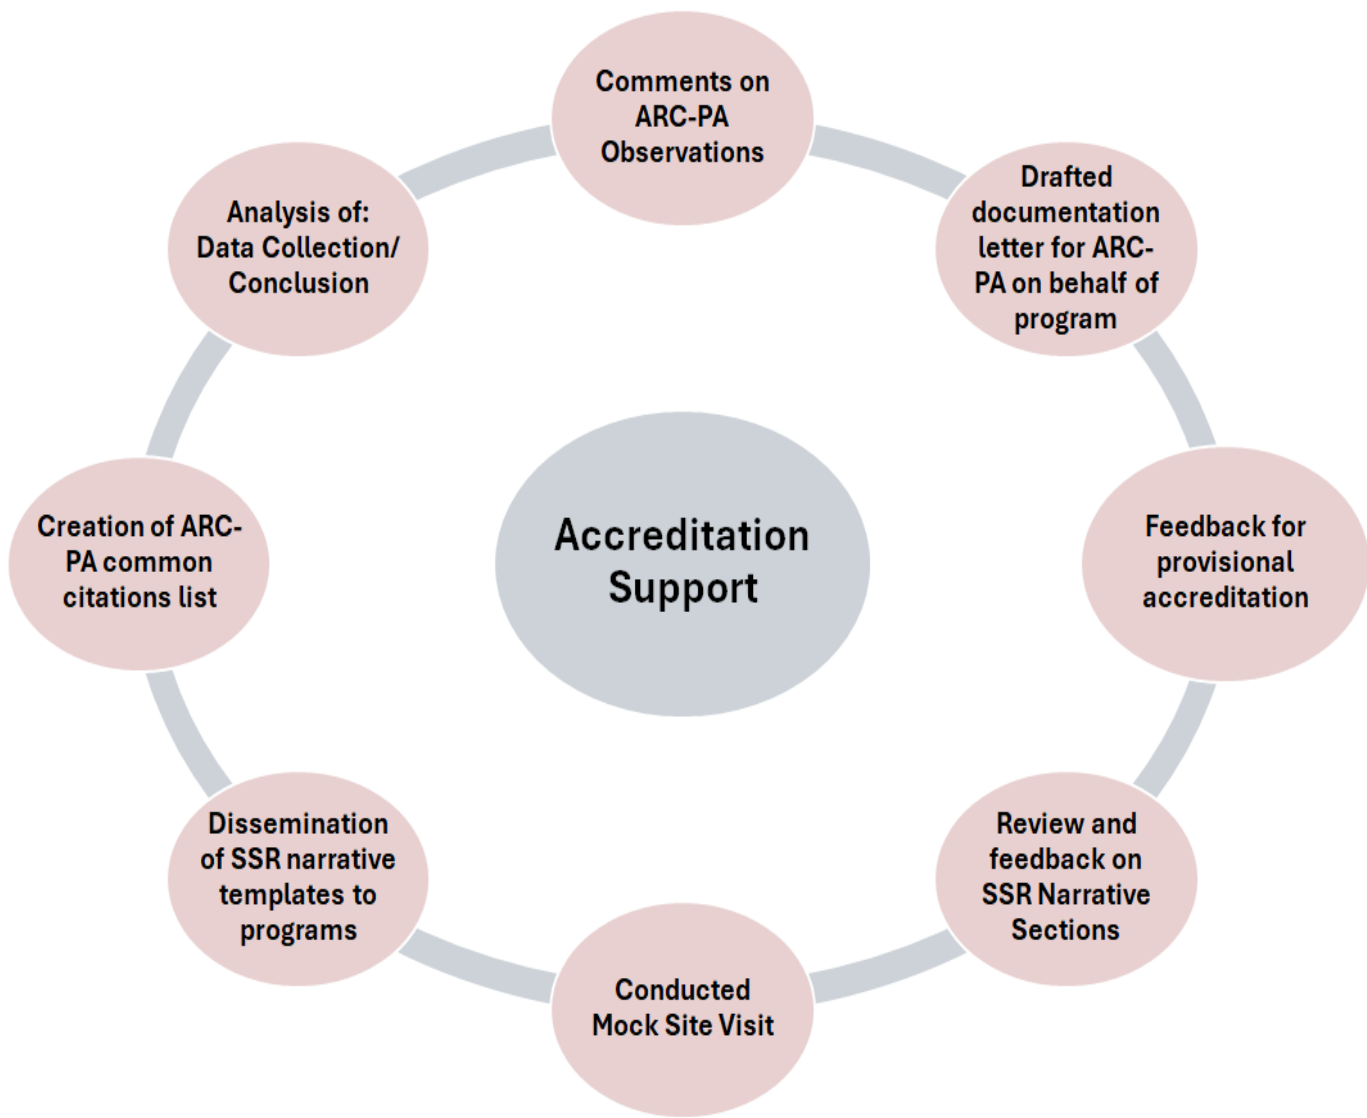 Comments on
ARC-PA
Observations
Drafted
documentation
letter for ARC-
PA on behalf of
program
Feedback for
provisional
accreditation
Review and
feedback on
SSR Narrative
Sections
Conducted
Mock Site Visit
Dissemination
of SSR narrative
templates to
programs
Creation of ARC-
PA common
citations list
Analysis of:
Data Collection/
Conclusion
Accreditation
Support